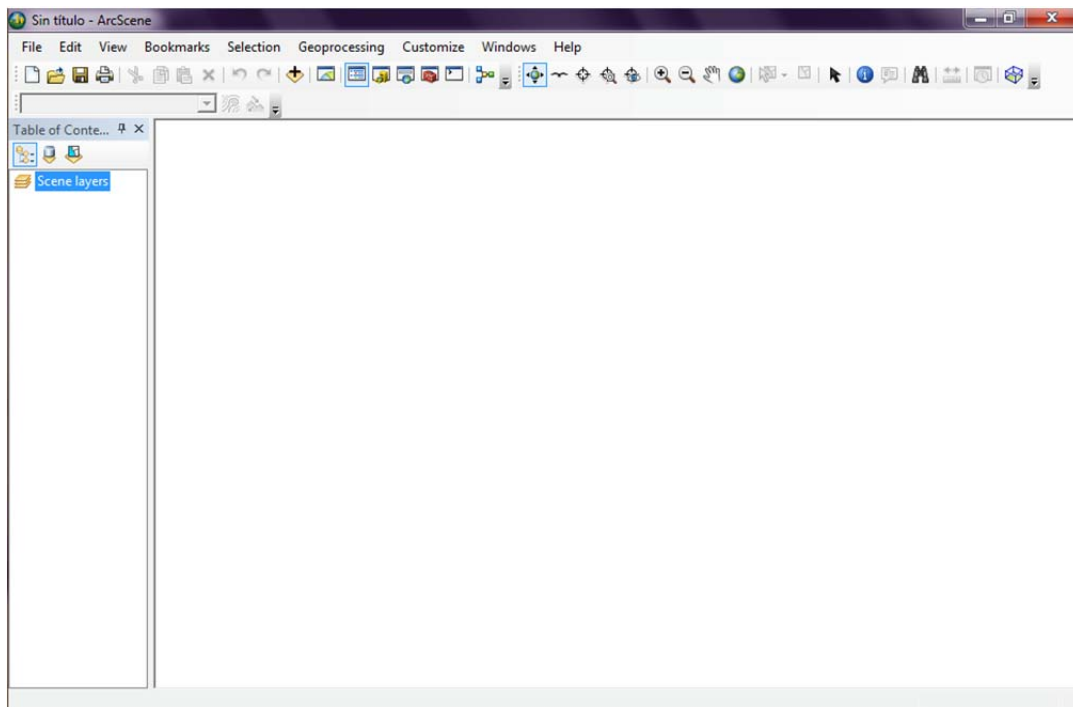 Sin título - ArcScene
File Edit View Bookmarks Selection Geoprocessing Customize Windows Help
Table of Conte...
Scene layers